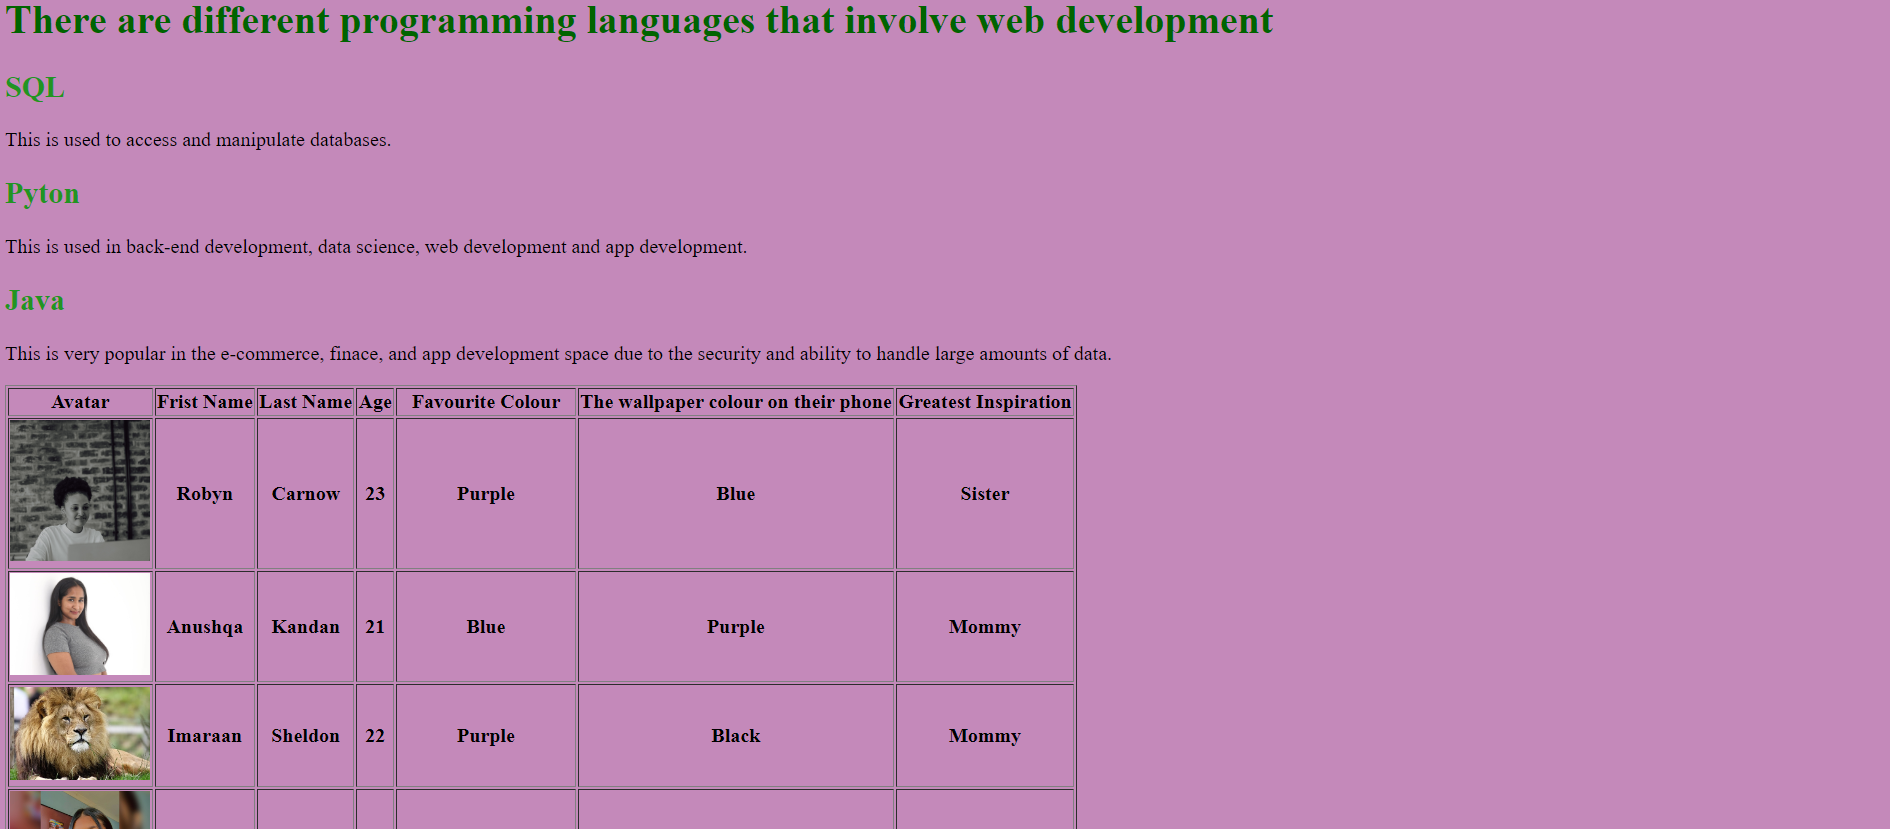 There are different programming languages that involve web development
SQL
This is used to access and manipulate databases.
Pyton
This is used in back-end development, data science, web development and app development.
Java
This is very popular in the e-commerce, finace, and app development space due to the security and ability to handle large amounts of data.
Avatar Frist Name Last Name Age Favourite Colour The wallpaper colour on their phone Greatest Inspiration
Robyn Carnow 23 Purple Blue Sister
Anushqa Kandan 21 Blue Purple Mommy
Imaraan Sheldon 22 Purple Black Mommy